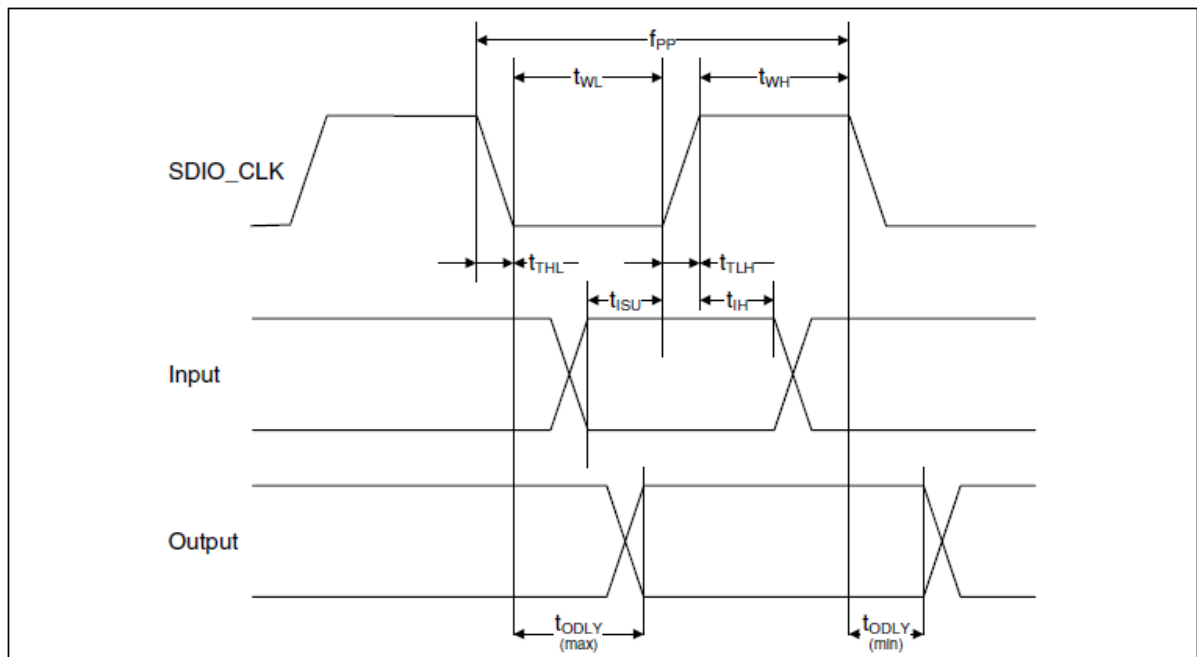 fPP
tWL
tWH
SDIO_CLK
tTHL
tTLH
tISU
tIH
Input
Output
tODLY
(max)
tODLY
(min)